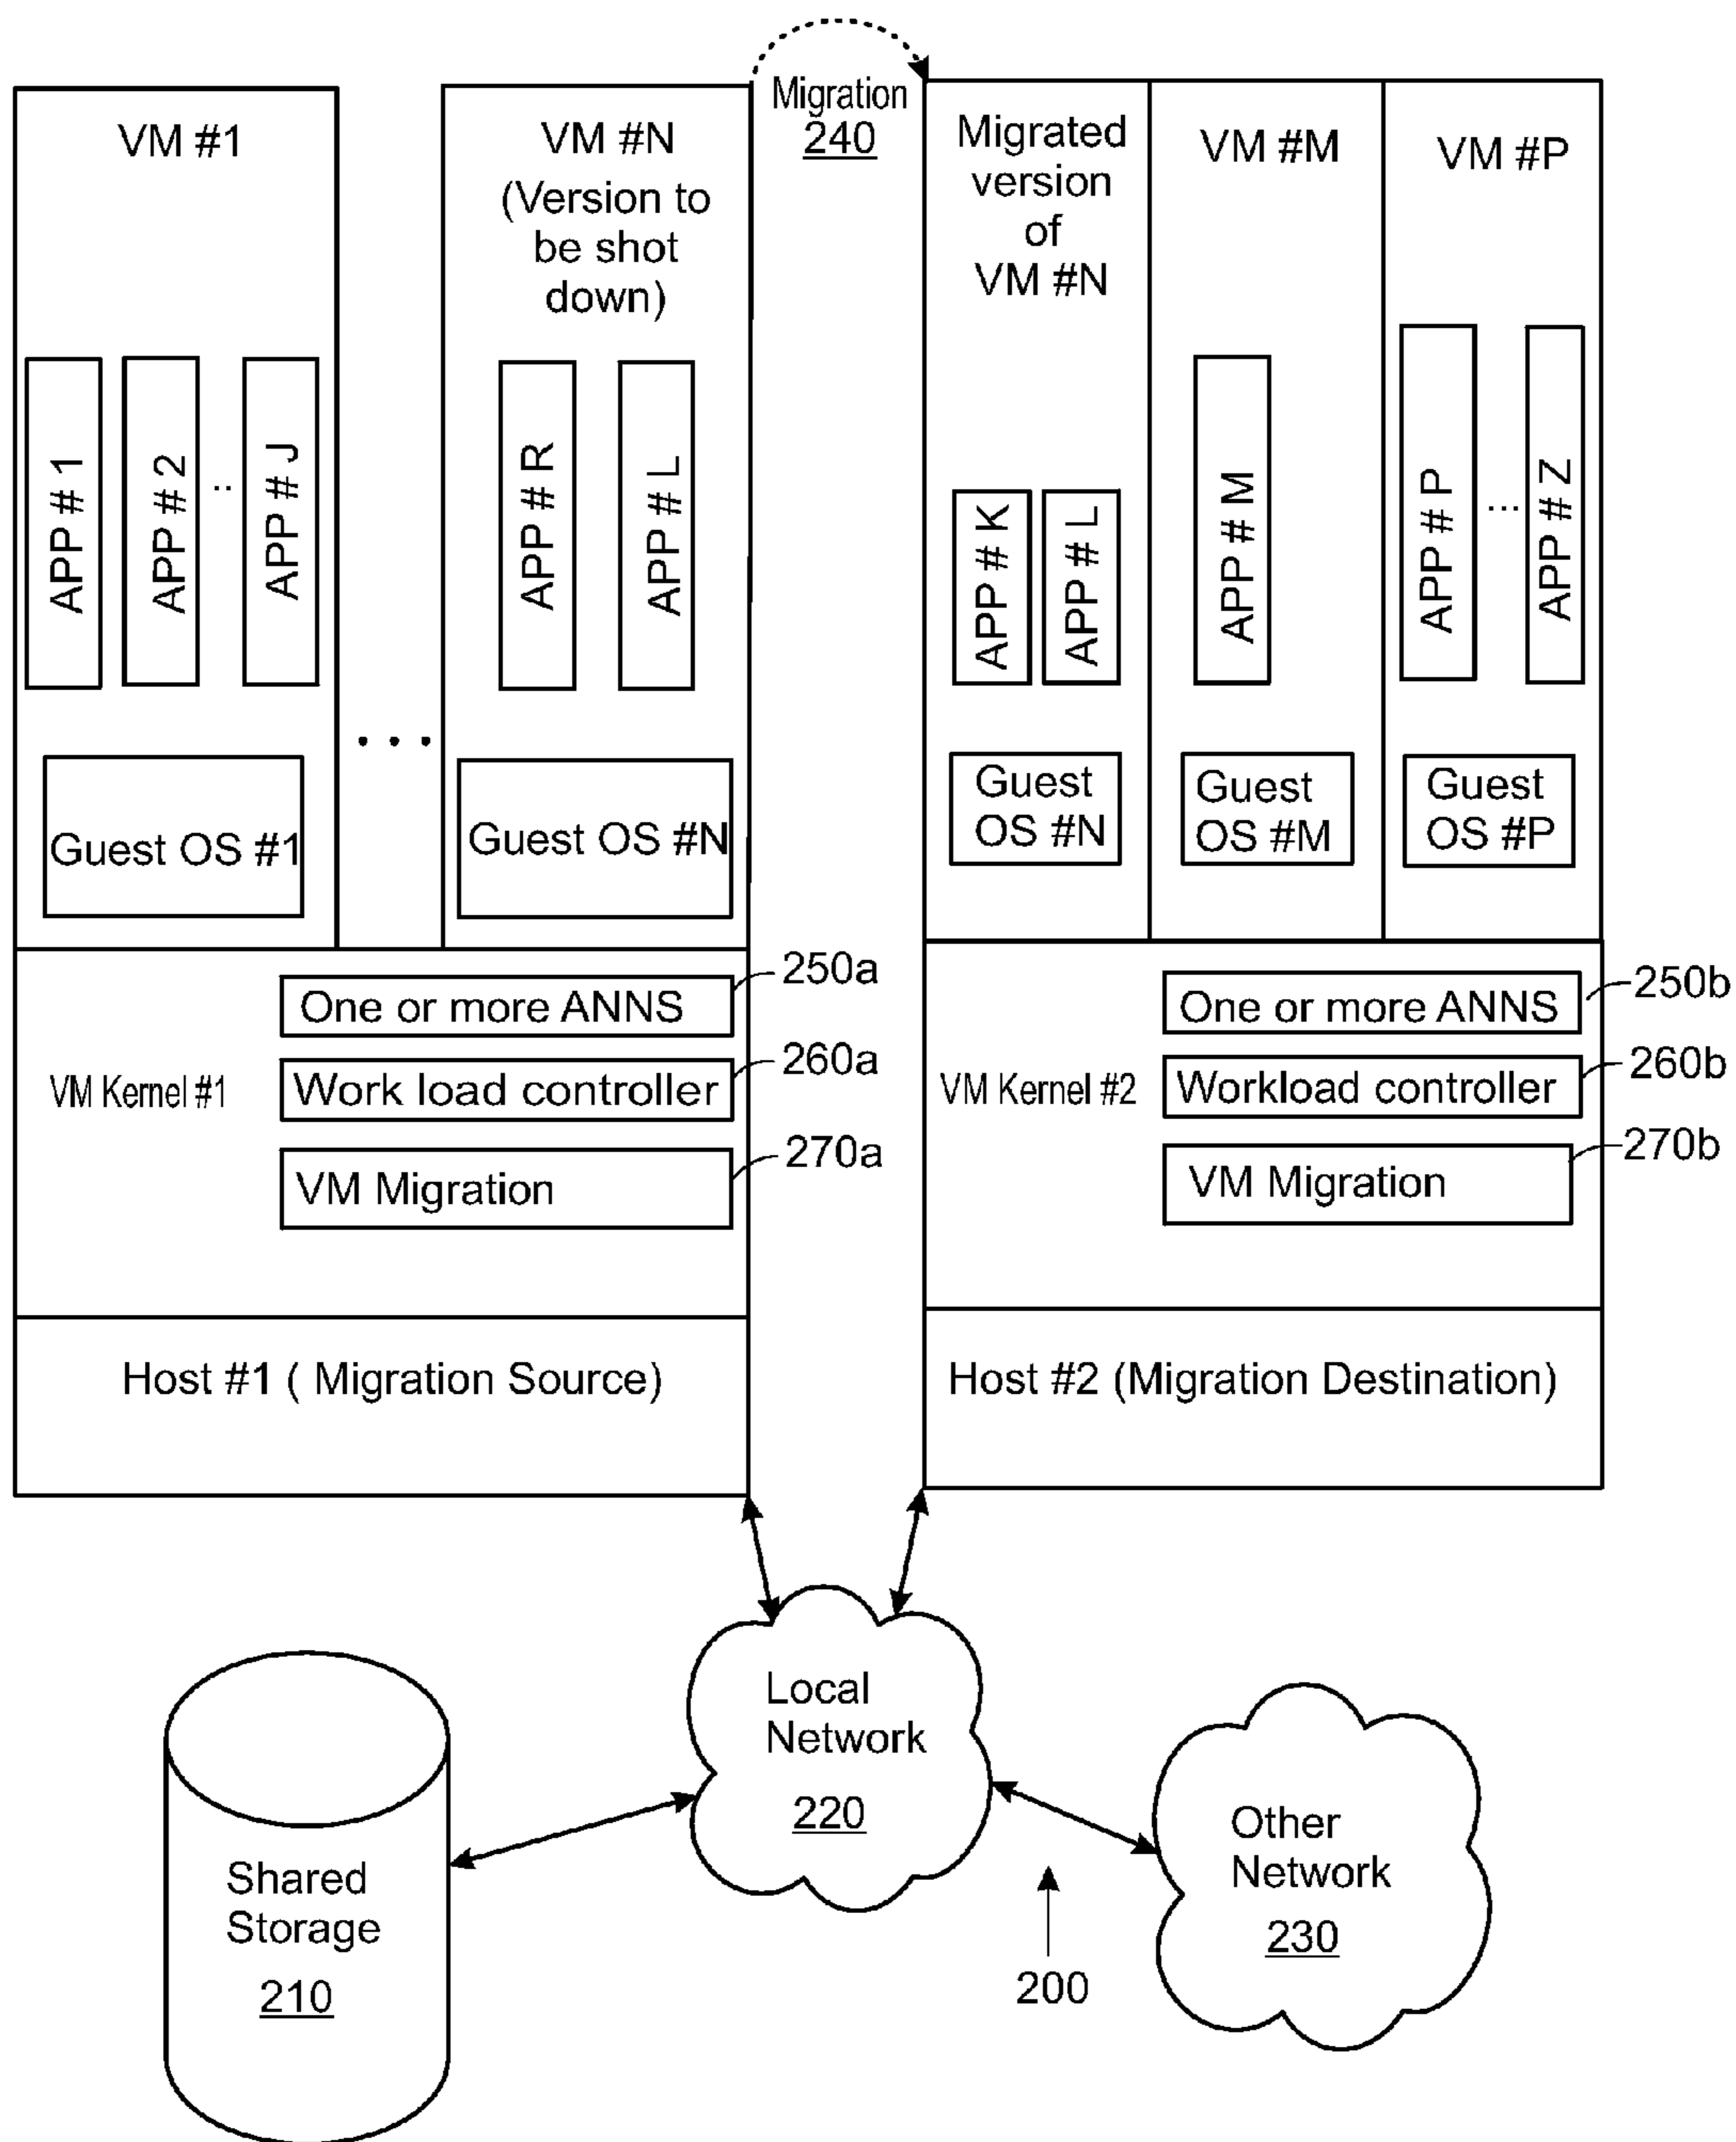 Migration
240
VM #1
VM #N
(Version to
be shot
down)
Migrated
version
of
VM #N
VM #M
VM #P
APP # 1
APP # 2
..
APP # J
APP # R
APP # L
APP # K
APP # L
APP # M
APP # P
...
APP # Z
Guest OS #1
...
Guest OS #N
Guest
OS #N
Guest
OS #M
Guest
OS #P
VM Kernel #1
One or more ANNS
250a
Work load controller
260a
VM Migration
270a
VM Kernel #2
One or more ANNS
250b
Workload controller
260b
VM Migration
270b
Host #1 ( Migration Source)
Host #2 (Migration Destination)
Local
Network
220
Shared
Storage
210
Other
Network
230
200